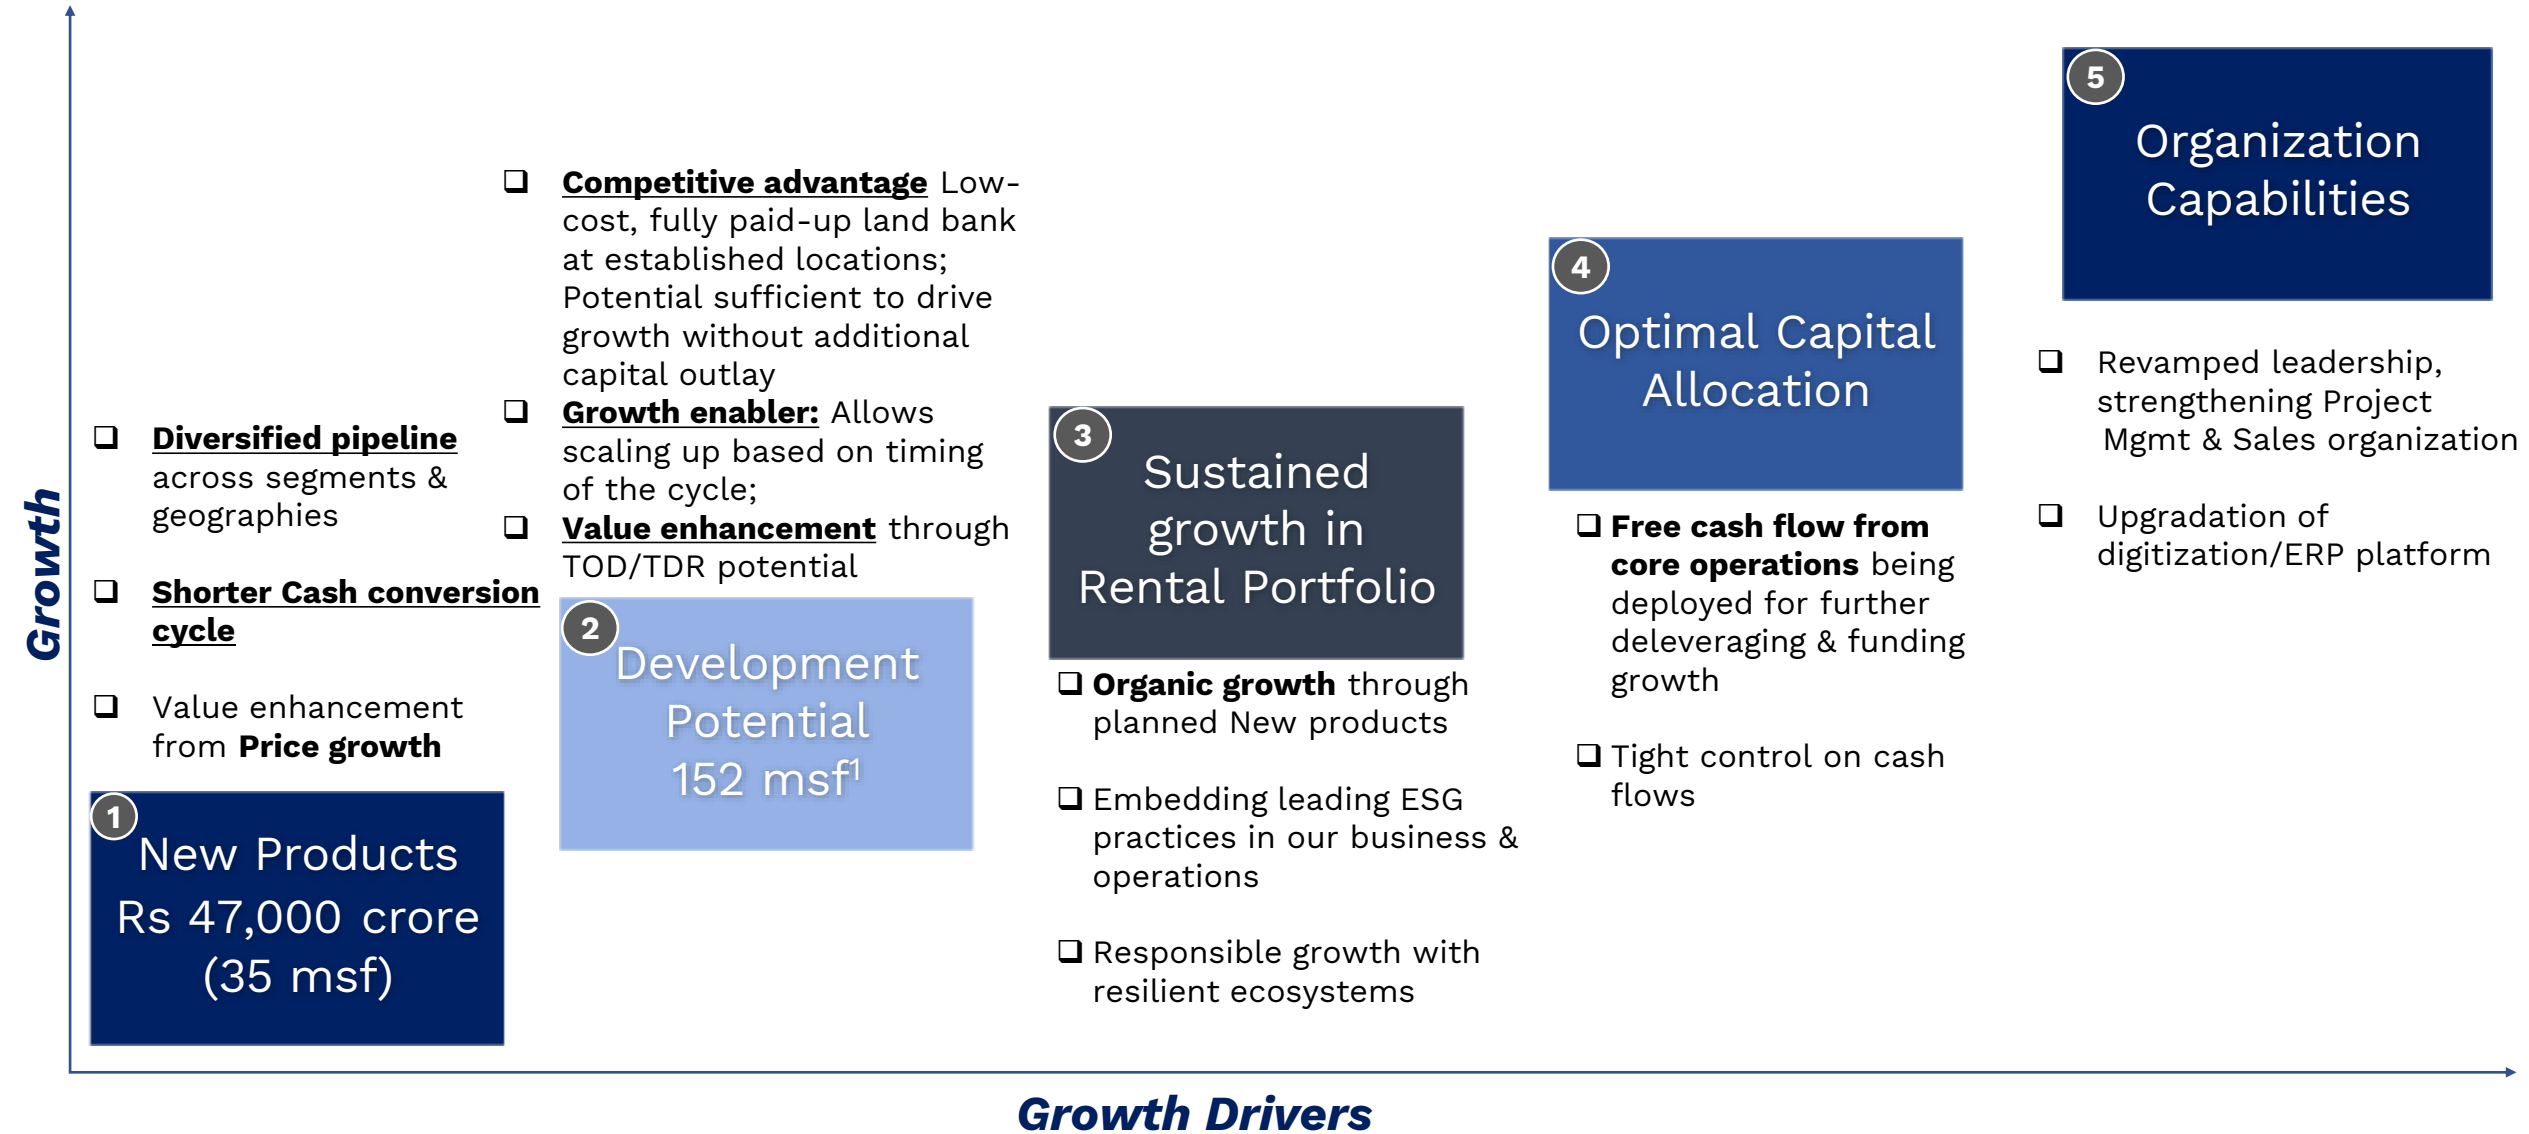 Growth
❑ Diversified pipeline
across segments &
geographies
❑ Shorter Cash conversion
cycle
❑ Value enhancement
from Price growth
1
New Products
Rs 47,000 crore
(35 msf)
❑ Competitive advantage Low-
cost, fully paid-up land bank
at established locations;
Potential sufficient to drive
growth without additional
capital outlay
❑ Growth enabler: Allows
scaling up based on timing
of the cycle;
❑ Value enhancement through
TOD/TDR potential
2
Development
Potential
152 msf¹
3
Sustained
growth in
Rental Portfolio
❑ Organic growth through
planned New products
❑ Embedding leading ESG
practices in our business &
operations
❑ Responsible growth with
resilient ecosystems
4
Optimal Capital
Allocation
❑ Free cash flow from
core operations being
deployed for further
deleveraging & funding
growth
❑ Tight control on cash
flows
5
Organization
Capabilities
❑ Revamped leadership,
strengthening Project
Mgmt & Sales organization
❑ Upgradation of
digitization/ERP platform
Growth Drivers